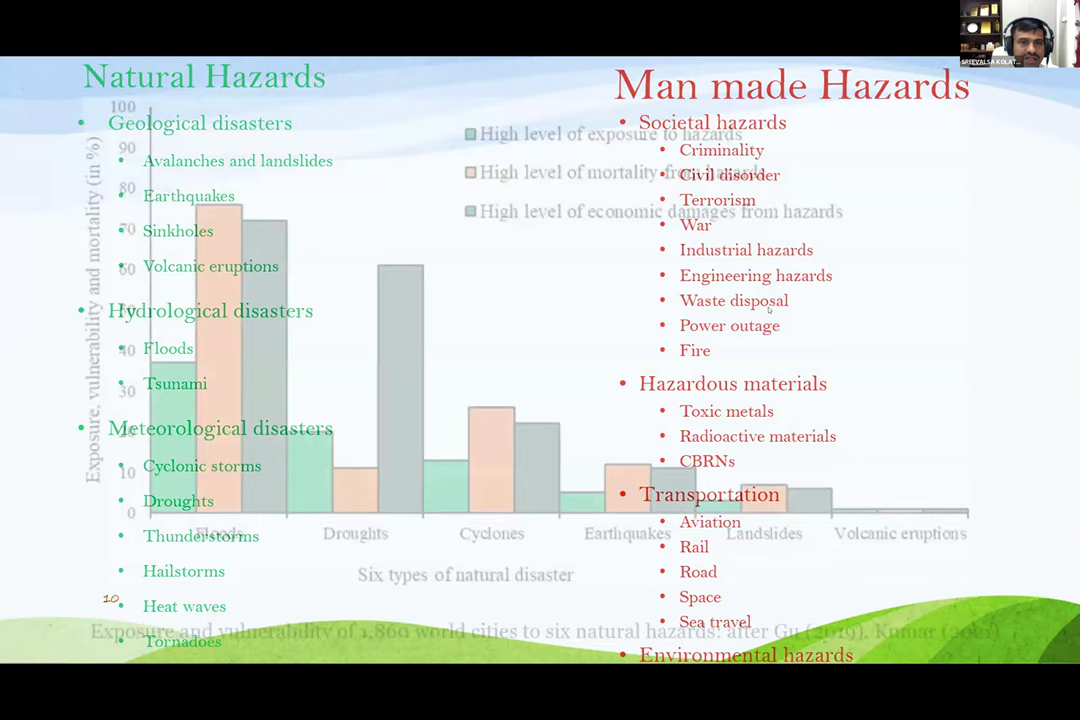 SREEVALSA KOLAT...
Natural Hazards
• Geological disasters
• Avalanches and landslides
• Earthquakes
• Sinkholes
• Volcanic eruptions
• Hydrological disasters
• Floods
• Tsunami
• Meteorological disasters
• Cyclonic storms
• Droughts
• Thunderstorms
• Hailstorms
• Heat waves
• Tornadoes
10
Man made Hazards
• Societal hazards
• Criminality
• Civil disorder
• Terrorism
• War
• Industrial hazards
• Engineering hazards
• Waste disposal
• Power outage
• Fire
• Hazardous materials
• Toxic metals
• Radioactive materials
• CBRNs
• Transportation
• Aviation
• Rail
• Road
• Space
• Sea travel
• Environmental hazards
Exposure, vulnerability and mortality (in %)
100
90
80
70
60
40
30
10
0
High level of exposure to hazards
High level of mortality from hazards
High level of economic damages from hazards
Floods
Droughts
Cyclones
Earthquakes
Landslides
Volcanic eruptions
Six types of natural disaster
Exposure and vulnerability of 1,860 world cities to six natural hazards: after Gu (2019), Kumar